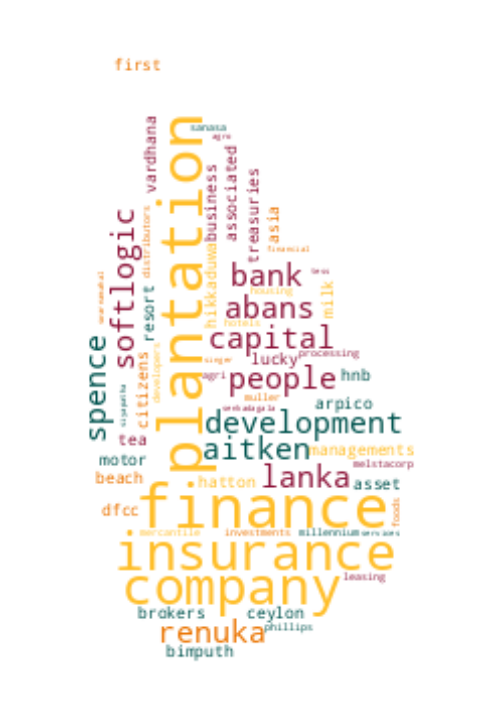 first
vardhana
plantation
sanasa
agro
business
associated
treasuries
asia
financial
softlogic
distributors
hikkaduwa
bank
less
housing
milk
abans
hotels
capital
resort
spence
citizens
developers
singer
lucky
processing
agri
people
hnb
muller
arpico
development
tea
aitken
managements
motor
melstacorp
beach
hatton
lanka
asset
finance
foods
dfcc
mercantile
investments
millennium
services
insurance
company
leasing
brokers
ceylon
renuka
phillips
bimputh